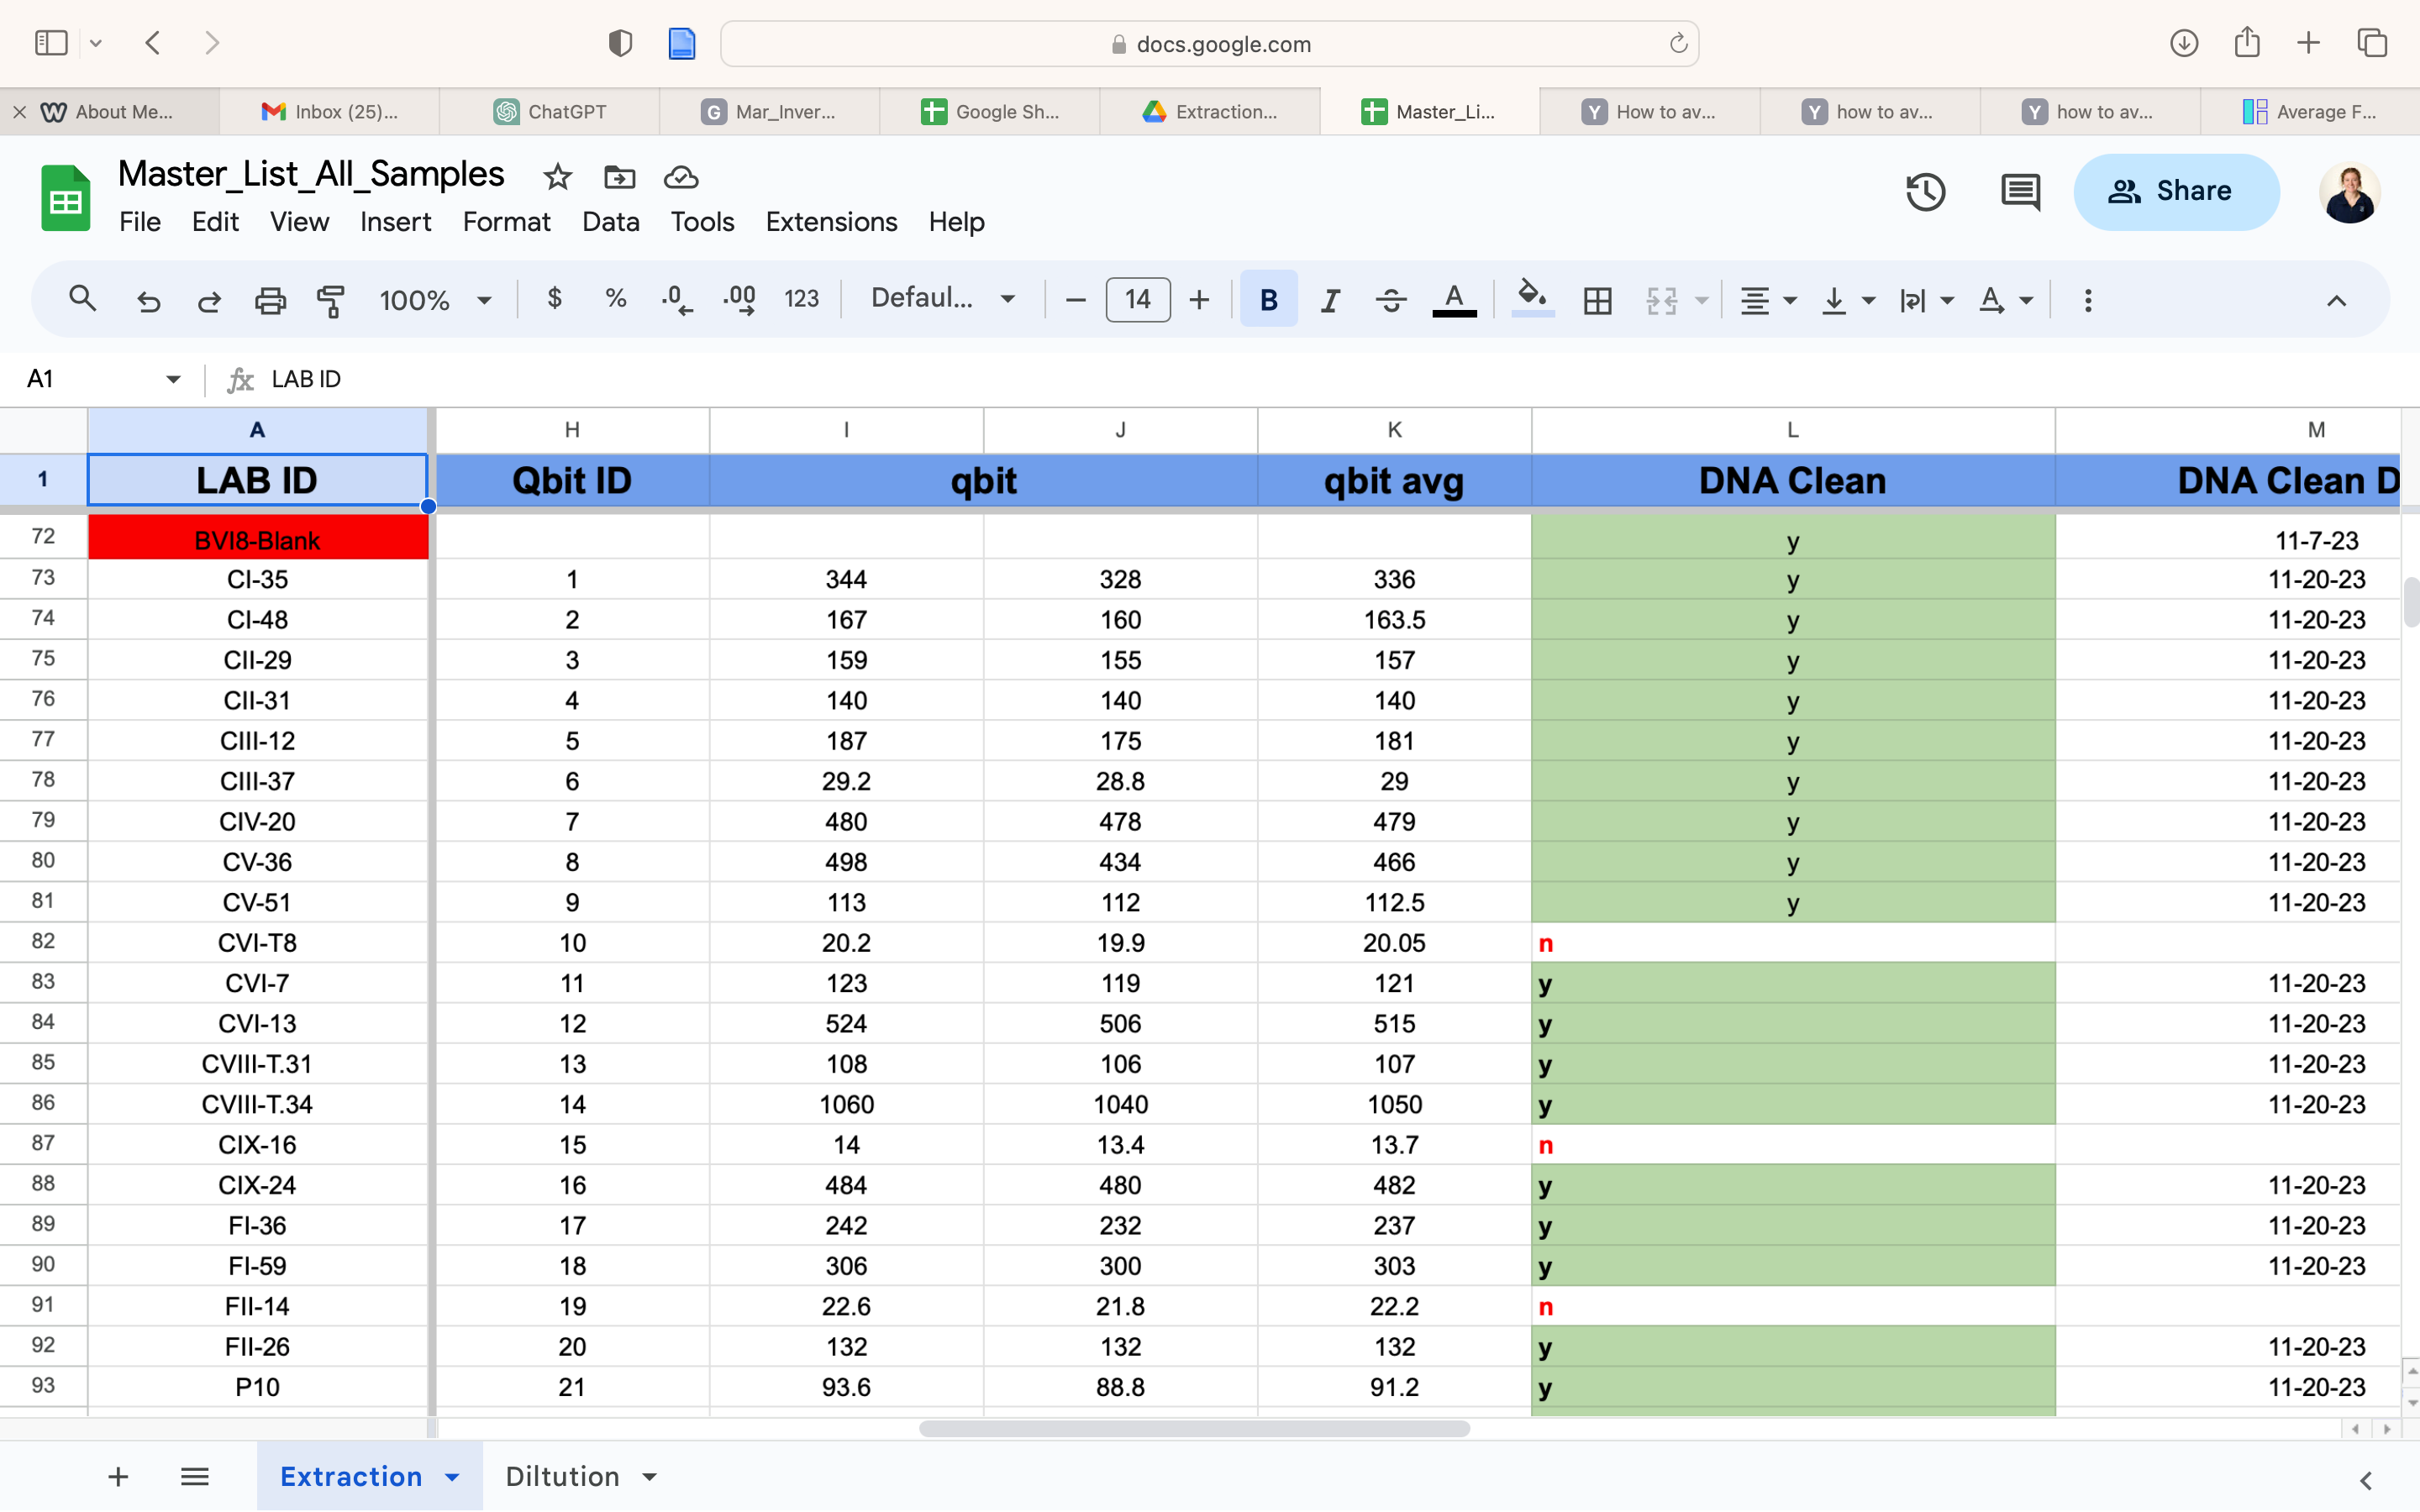 docs.google.com
About Me...
Inbox (25)...
ChatGPT
G Mar_Inver...
Google Sh...
Extraction...
Master_Li...
Y How to av...
Y how to av...
Y how to av...
Average F...
Master_List_All_Samples
File Edit View Insert Format Data Tools Extensions Help
Share
100% $ % .0 .00 123 Defaul... 14 B I A A
A1 fx LAB ID
A H I J K L M
1 LAB ID Qbit ID qbit qbit avg DNA Clean DNA Clean D
72 BVI8-Blank y 11-7-23
73 CI-35 1 344 328 336 y 11-20-23
74 CI-48 2 167 160 163.5 y 11-20-23
75 CII-29 3 159 155 157 y 11-20-23
76 CII-31 4 140 140 140 y 11-20-23
77 CIII-12 5 187 175 181 y 11-20-23
78 CIII-37 6 29.2 28.8 29 y 11-20-23
79 CIV-20 7 480 478 479 y 11-20-23
80 CV-36 8 498 434 466 y 11-20-23
81 CV-51 9 113 112 112.5 y 11-20-23
82 CVI-T8 10 20.2 19.9 20.05 n
83 CVI-7 11 123 119 121 y 11-20-23
84 CVI-13 12 524 506 515 y 11-20-23
85 CVIII-T.31 13 108 106 107 y 11-20-23
86 CVIII-T.34 14 1060 1040 1050 y 11-20-23
87 CIX-16 15 14 13.4 13.7 n
88 CIX-24 16 484 480 482 y 11-20-23
89 FI-36 17 242 232 237 y 11-20-23
90 FI-59 18 306 300 303 y 11-20-23
91 FII-14 19 22.6 21.8 22.2 n
92 FII-26 20 132 132 132 y 11-20-23
93 P10 21 93.6 88.8 91.2 y 11-20-23
Extraction Diltution